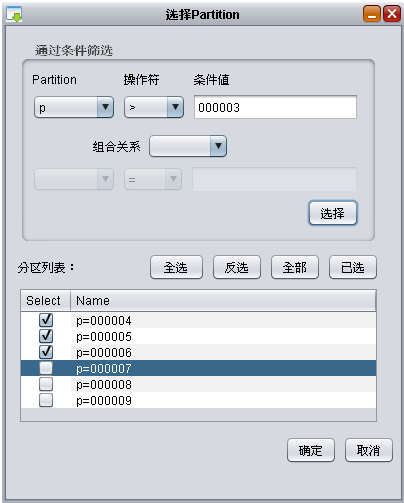 选择Partition
通过条件筛选
Partition 操作符 条件值
p > 000003
组合关系
=
选择
分区列表： 全选 反选 全部 已选
Select Name
p=000004
p=000005
p=000006
p=000007
p=000008
p=000009
确定 取消